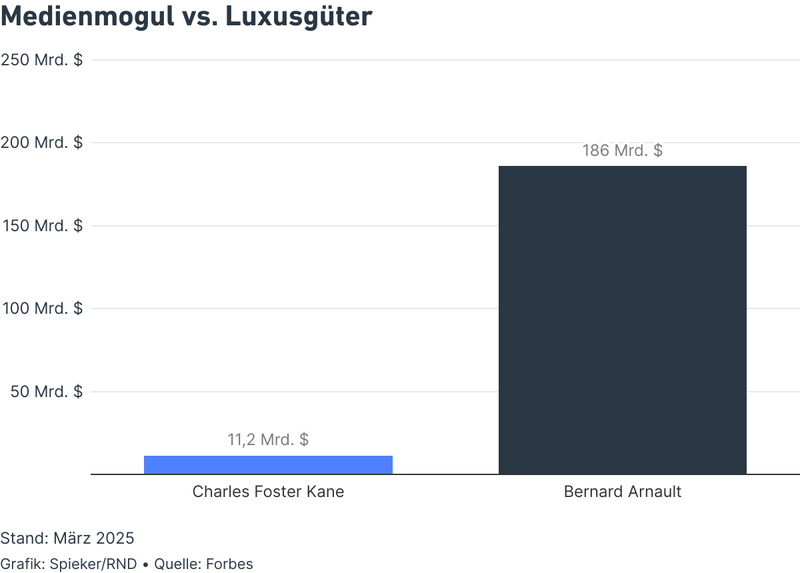 Medienmogul vs. Luxusgüter
250 Mrd. $
200 Mrd. $
186 Mrd. $
150 Mrd. $
100 Mrd. $
50 Mrd. $
11,2 Mrd. $
Charles Foster Kane
Bernard Arnault
Stand: März 2025
Grafik: Spieker/RND • Quelle: Forbes